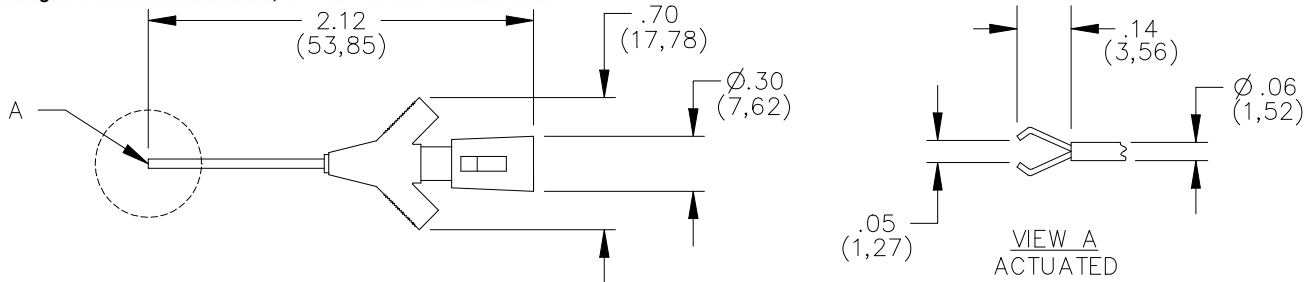 2.12
(53,85)
.70
(17,78)
Ø.30
(7,62)
A
.14
(3,56)
Ø.06
(1,52)
.05
(1,27)
VIEW A
ACTUATED